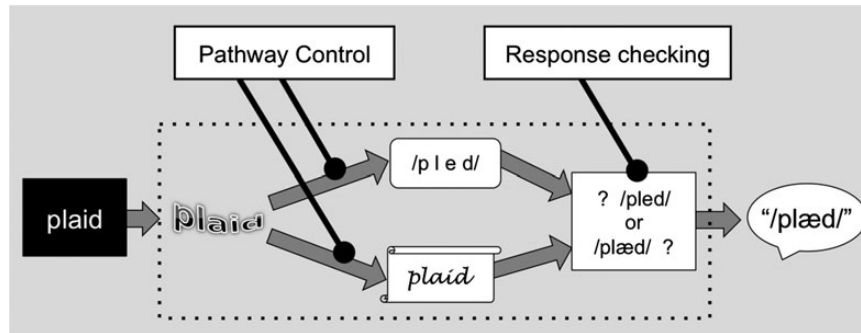 Pathway Control
Response checking
plaid
plaid
/p l e d/
plaid
? /pled/
or
/plæd/ ?
“/plæd/”